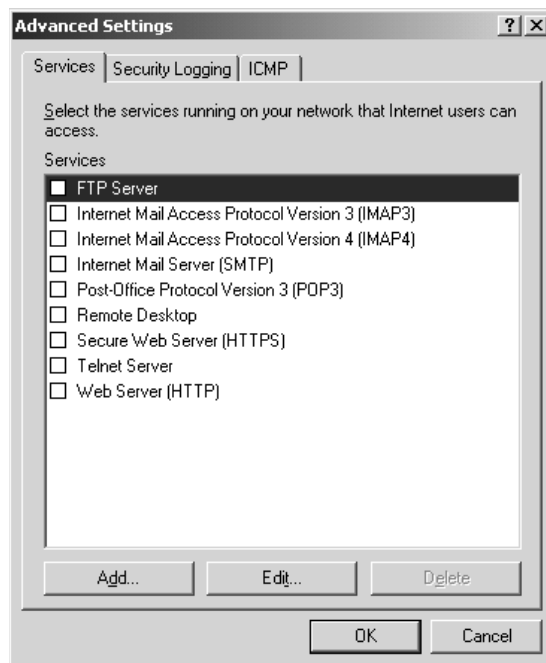 Advanced Settings
Services Security Logging ICMP
Select the services running on your network that Internet users can
access.
Services
FTP Server
Internet Mail Access Protocol Version 3 (IMAP3)
Internet Mail Access Protocol Version 4 (IMAP4)
Internet Mail Server (SMTP)
Post-Office Protocol Version 3 (POP3)
Remote Desktop
Secure Web Server (HTTPS)
Telnet Server
Web Server (HTTP)
Add... Edit... Delete
OK Cancel